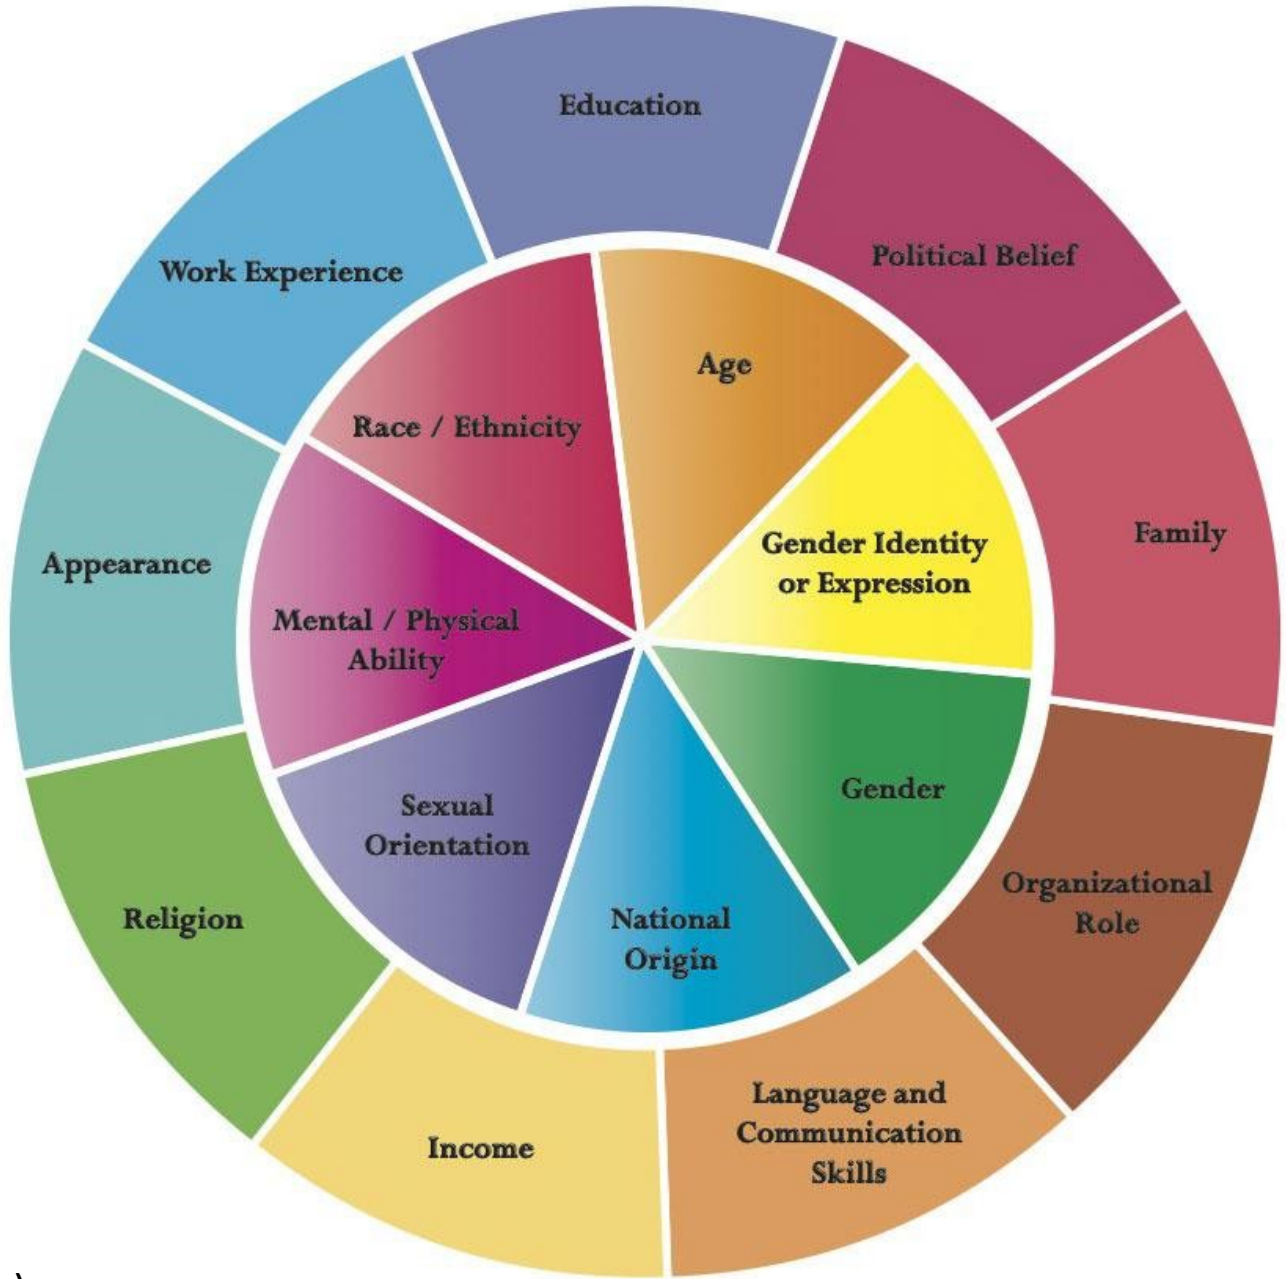 Education
Political Belief
Work Experience
Age
Race / Ethnicity
Family
Gender Identity
or Expression
Appearance
Mental / Physical
Ability
Gender
Sexual
Orientation
Organizational
Role
Religion
National
Origin
Language and
Communication
Skills
Income